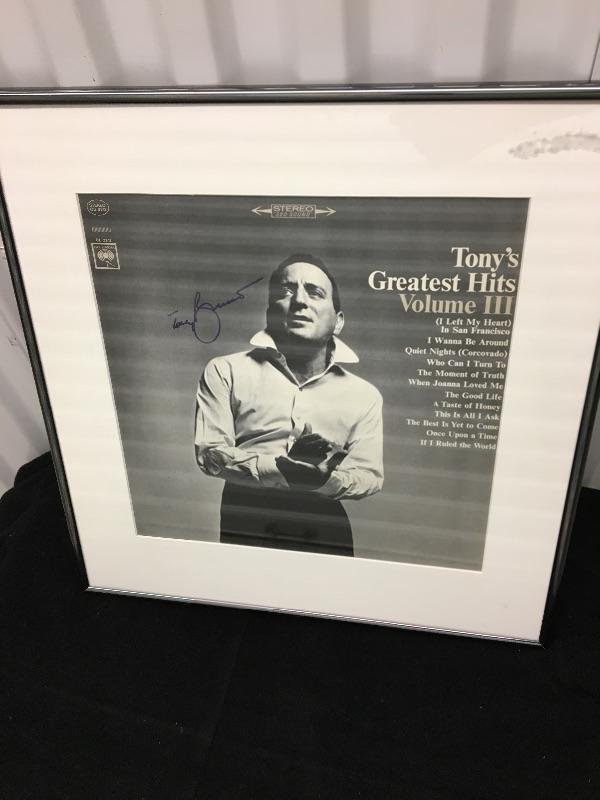 STEREO
Tony's
Greatest Hits
Volume III
(I Left My Heart)
In San Francisco
I Wanna Be Around
Quiet Nights (Corcovado)
Who Can I Turn To
The Moment of Truth
When Joanna Loved Me
The Good Life
A Taste of Honey
This Is All I Ask
The Best Is Yet to Come
Once Upon a Time
If I Ruled the World
Tony Bennett